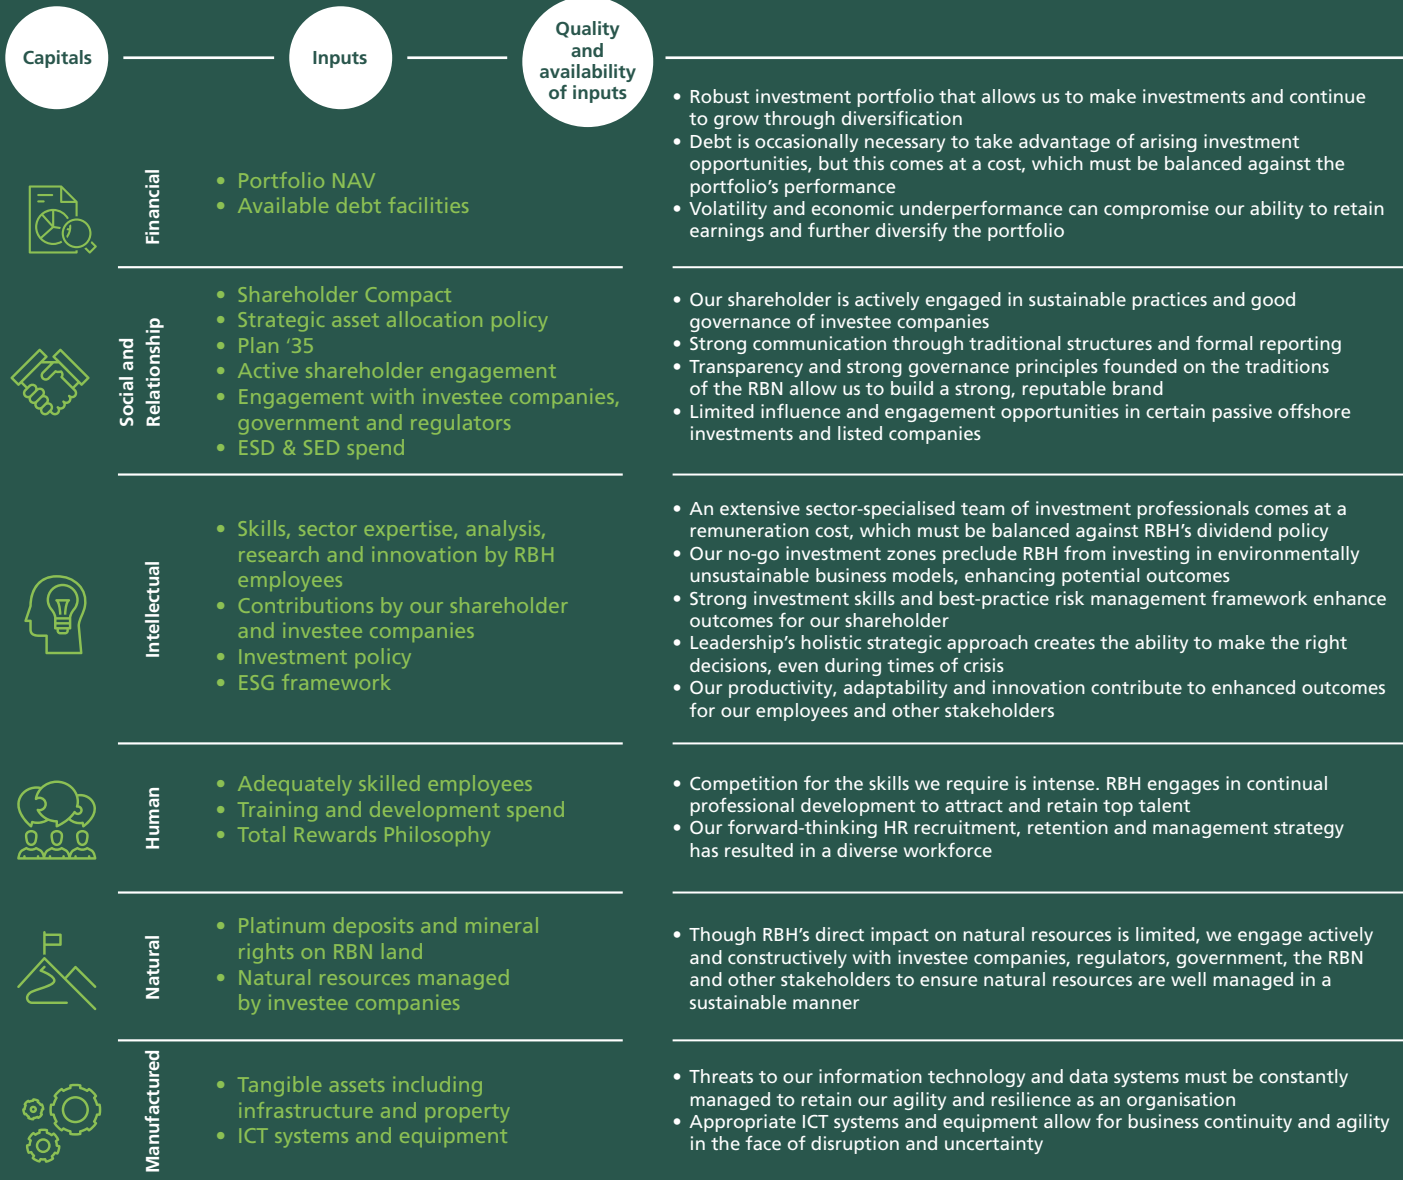 Capitals
Inputs
Quality
and
availability
of inputs
Financial
• Portfolio NAV
• Available debt facilities
• Robust investment portfolio that allows us to make investments and continue
to grow through diversification
• Debt is occasionally necessary to take advantage of arising investment
opportunities, but this comes at a cost, which must be balanced against the
portfolio’s performance
• Volatility and economic underperformance can compromise our ability to retain
earnings and further diversify the portfolio
Social and
Relationship
• Shareholder Compact
• Strategic asset allocation policy
• Plan ‘35
• Active shareholder engagement
• Engagement with investee companies,
government and regulators
• ESD & SED spend
• Our shareholder is actively engaged in sustainable practices and good
governance of investee companies
• Strong communication through traditional structures and formal reporting
• Transparency and strong governance principles founded on the traditions
of the RBN allow us to build a strong, reputable brand
• Limited influence and engagement opportunities in certain passive offshore
investments and listed companies
Intellectual
• Skills, sector expertise, analysis,
research and innovation by RBH
employees
• Contributions by our shareholder
and investee companies
• Investment policy
• ESG framework
• An extensive sector-specialised team of investment professionals comes at a
remuneration cost, which must be balanced against RBH’s dividend policy
• Our no-go investment zones preclude RBH from investing in environmentally
unsustainable business models, enhancing potential outcomes
• Strong investment skills and best-practice risk management framework enhance
outcomes for our shareholder
• Leadership’s holistic strategic approach creates the ability to make the right
decisions, even during times of crisis
• Our productivity, adaptability and innovation contribute to enhanced outcomes
for our employees and other stakeholders
Human
• Adequately skilled employees
• Training and development spend
• Total Rewards Philosophy
• Competition for the skills we require is intense. RBH engages in continual
professional development to attract and retain top talent
• Our forward-thinking HR recruitment, retention and management strategy
has resulted in a diverse workforce
Natural
• Platinum deposits and mineral
rights on RBN land
• Natural resources managed
by investee companies
• Though RBH’s direct impact on natural resources is limited, we engage actively
and constructively with investee companies, regulators, government, the RBN
and other stakeholders to ensure natural resources are well managed in a
sustainable manner
Manufactured
• Tangible assets including
infrastructure and property
• ICT systems and equipment
• Threats to our information technology and data systems must be constantly
managed to retain our agility and resilience as an organisation
• Appropriate ICT systems and equipment allow for business continuity and agility
in the face of disruption and uncertainty